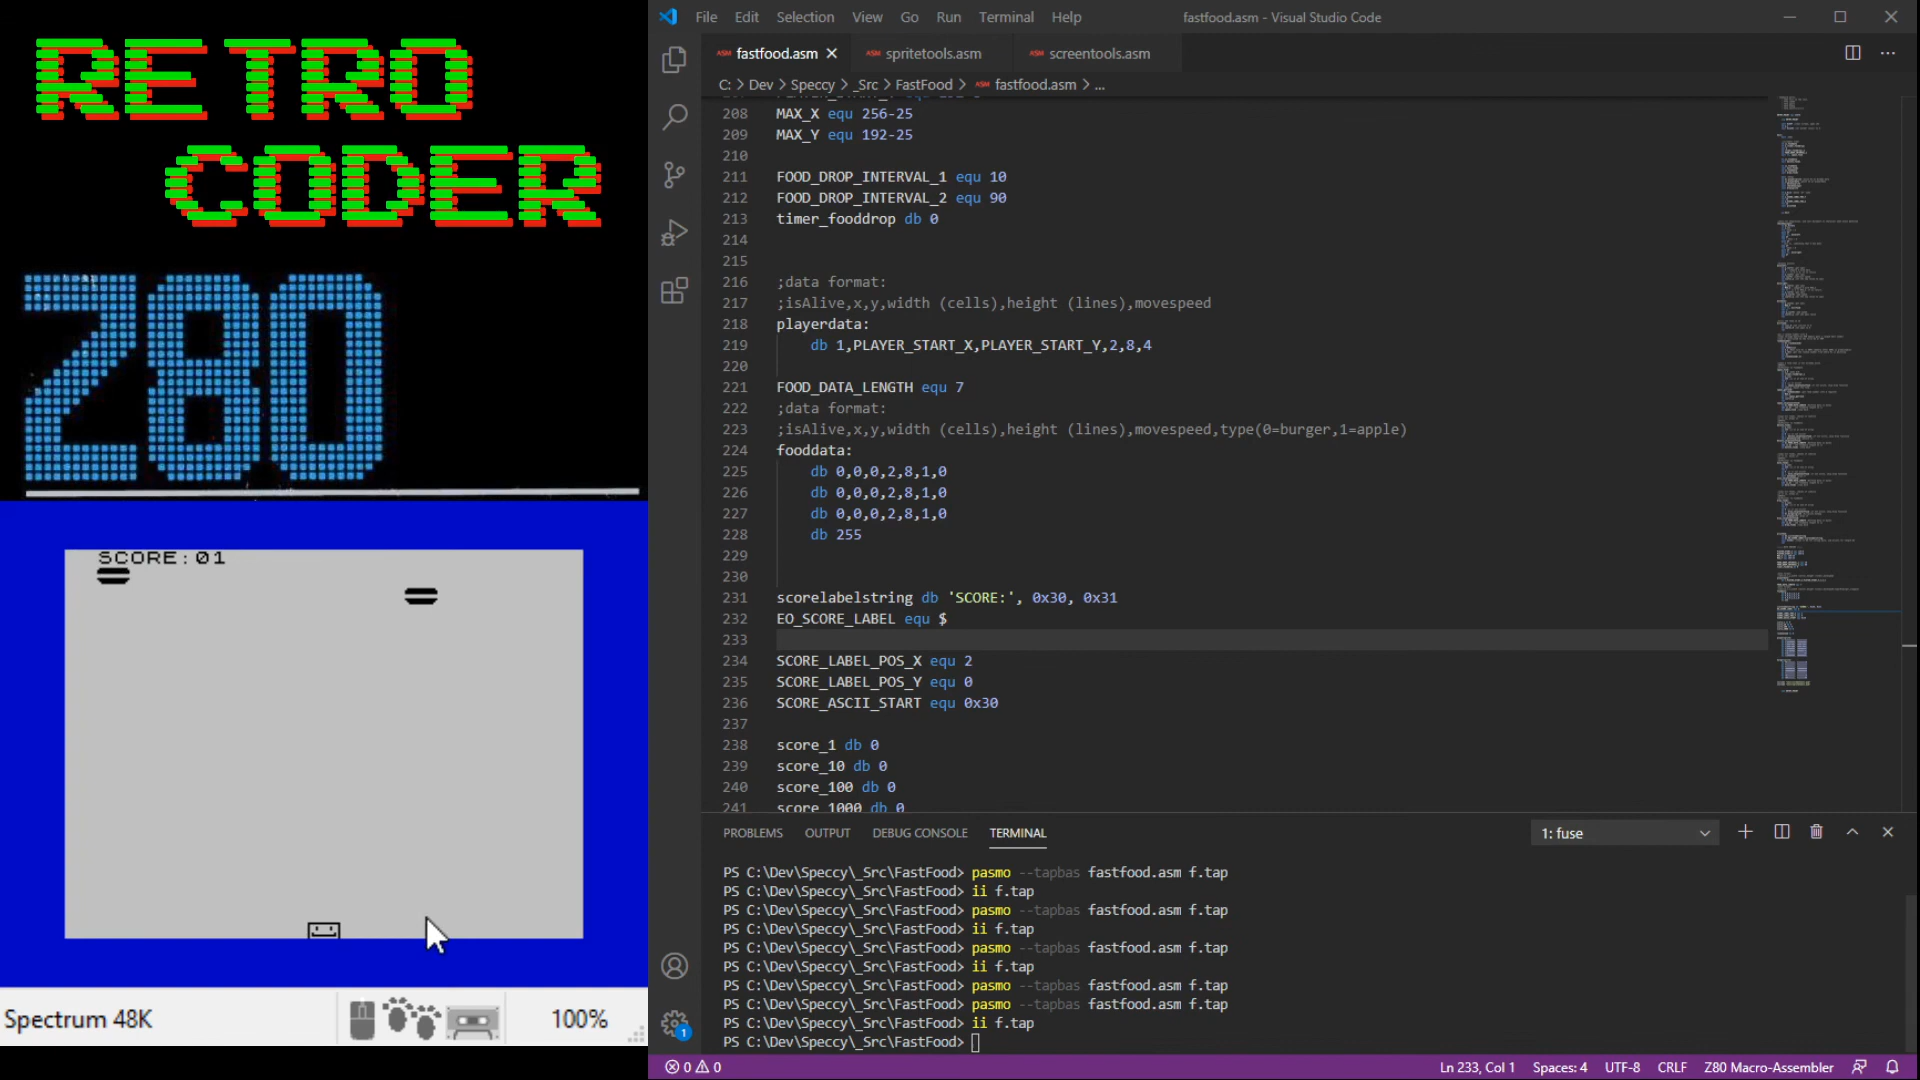 RETRO
CODER
Z80
SCORE:01
Spectrum 48K
100%
File Edit Selection View Go Run Terminal Help
fastfood.asm - Visual Studio Code
fastfood.asm
spritetools.asm
screentools.asm
C: > Dev > Speccy > _Src > FastFood > fastfood.asm > ...
208 MAX_X equ 256-25
209 MAX_Y equ 192-25
210
211 FOOD_DROP_INTERVAL_1 equ 10
212 FOOD_DROP_INTERVAL_2 equ 90
213 timer_fooddrop db 0
214
215
216 ;data format:
217 ;isAlive,x,y,width (cells),height (lines),movespeed
218 playerdata:
219 db 1,PLAYER_START_X,PLAYER_START_Y,2,8,4
220
221 FOOD_DATA_LENGTH equ 7
222 ;data format:
223 ;isAlive,x,y,width (cells),height (lines),movespeed,type(0=burger,1=apple)
224 fooddata:
225 db 0,0,0,2,8,1,0
226 db 0,0,0,2,8,1,0
227 db 0,0,0,2,8,1,0
228 db 255
229
230
231 scorelabelstring db 'SCORE:', 0x30, 0x31
232 EO_SCORE_LABEL equ $
233
234 SCORE_LABEL_POS_X equ 2
235 SCORE_LABEL_POS_Y equ 0
236 SCORE_ASCII_START equ 0x30
237
238 score_1 db 0
239 score_10 db 0
240 score_100 db 0
241 score_1000 db 0
PROBLEMS OUTPUT DEBUG CONSOLE TERMINAL
1: fuse
PS C:\Dev\Speccy\_Src\FastFood> pasmo --tapbas fastfood.asm f.tap
PS C:\Dev\Speccy\_Src\FastFood> ii f.tap
PS C:\Dev\Speccy\_Src\FastFood> pasmo --tapbas fastfood.asm f.tap
PS C:\Dev\Speccy\_Src\FastFood> ii f.tap
PS C:\Dev\Speccy\_Src\FastFood> pasmo --tapbas fastfood.asm f.tap
PS C:\Dev\Speccy\_Src\FastFood> ii f.tap
PS C:\Dev\Speccy\_Src\FastFood> pasmo --tapbas fastfood.asm f.tap
PS C:\Dev\Speccy\_Src\FastFood> pasmo --tapbas fastfood.asm f.tap
PS C:\Dev\Speccy\_Src\FastFood> ii f.tap
PS C:\Dev\Speccy\_Src\FastFood>
1
0 0
Ln 233, Col 1 Spaces: 4 UTF-8 CRLF Z80 Macro-Assembler